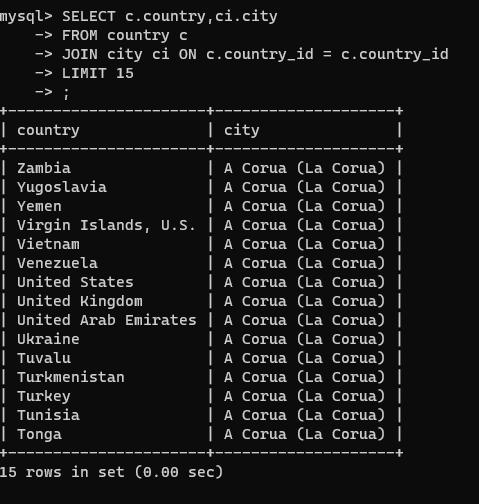 mysql> SELECT c.country,ci.city
    -> FROM country c
    -> JOIN city ci ON c.country_id = c.country_id
    -> LIMIT 15
    -> ;
+----------------------+--------------------+
| country              | city               |
+----------------------+--------------------+
| Zambia               | A Corua (La Corua) |
| Yugoslavia           | A Corua (La Corua) |
| Yemen                | A Corua (La Corua) |
| Virgin Islands, U.S. | A Corua (La Corua) |
| Vietnam              | A Corua (La Corua) |
| Venezuela            | A Corua (La Corua) |
| United States        | A Corua (La Corua) |
| United Kingdom       | A Corua (La Corua) |
| United Arab Emirates | A Corua (La Corua) |
| Ukraine              | A Corua (La Corua) |
| Tuvalu               | A Corua (La Corua) |
| Turkmenistan         | A Corua (La Corua) |
| Turkey               | A Corua (La Corua) |
| Tunisia              | A Corua (La Corua) |
| Tonga                | A Corua (La Corua) |
+----------------------+--------------------+
15 rows in set (0.00 sec)